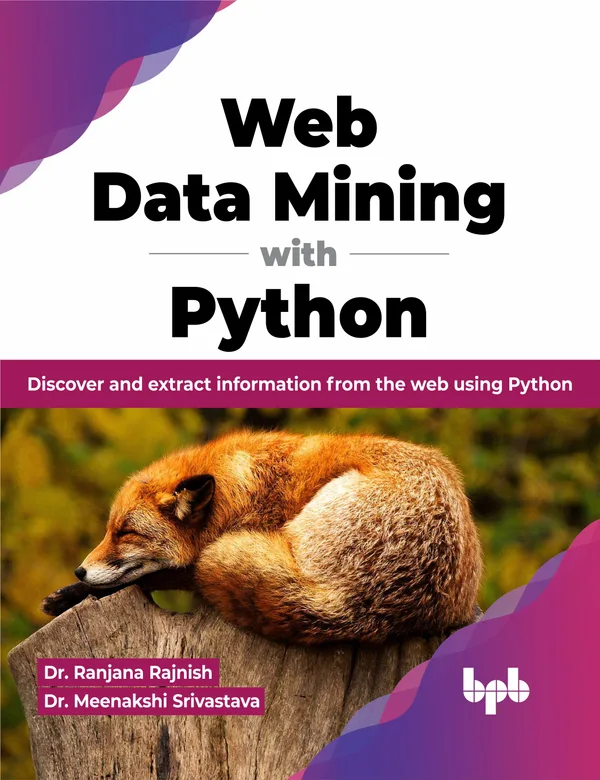 Web
Data Mining
with
Python
Discover and extract information from the web using Python
Dr. Ranjana Rajnish
Dr. Meenakshi Srivastava
bpb